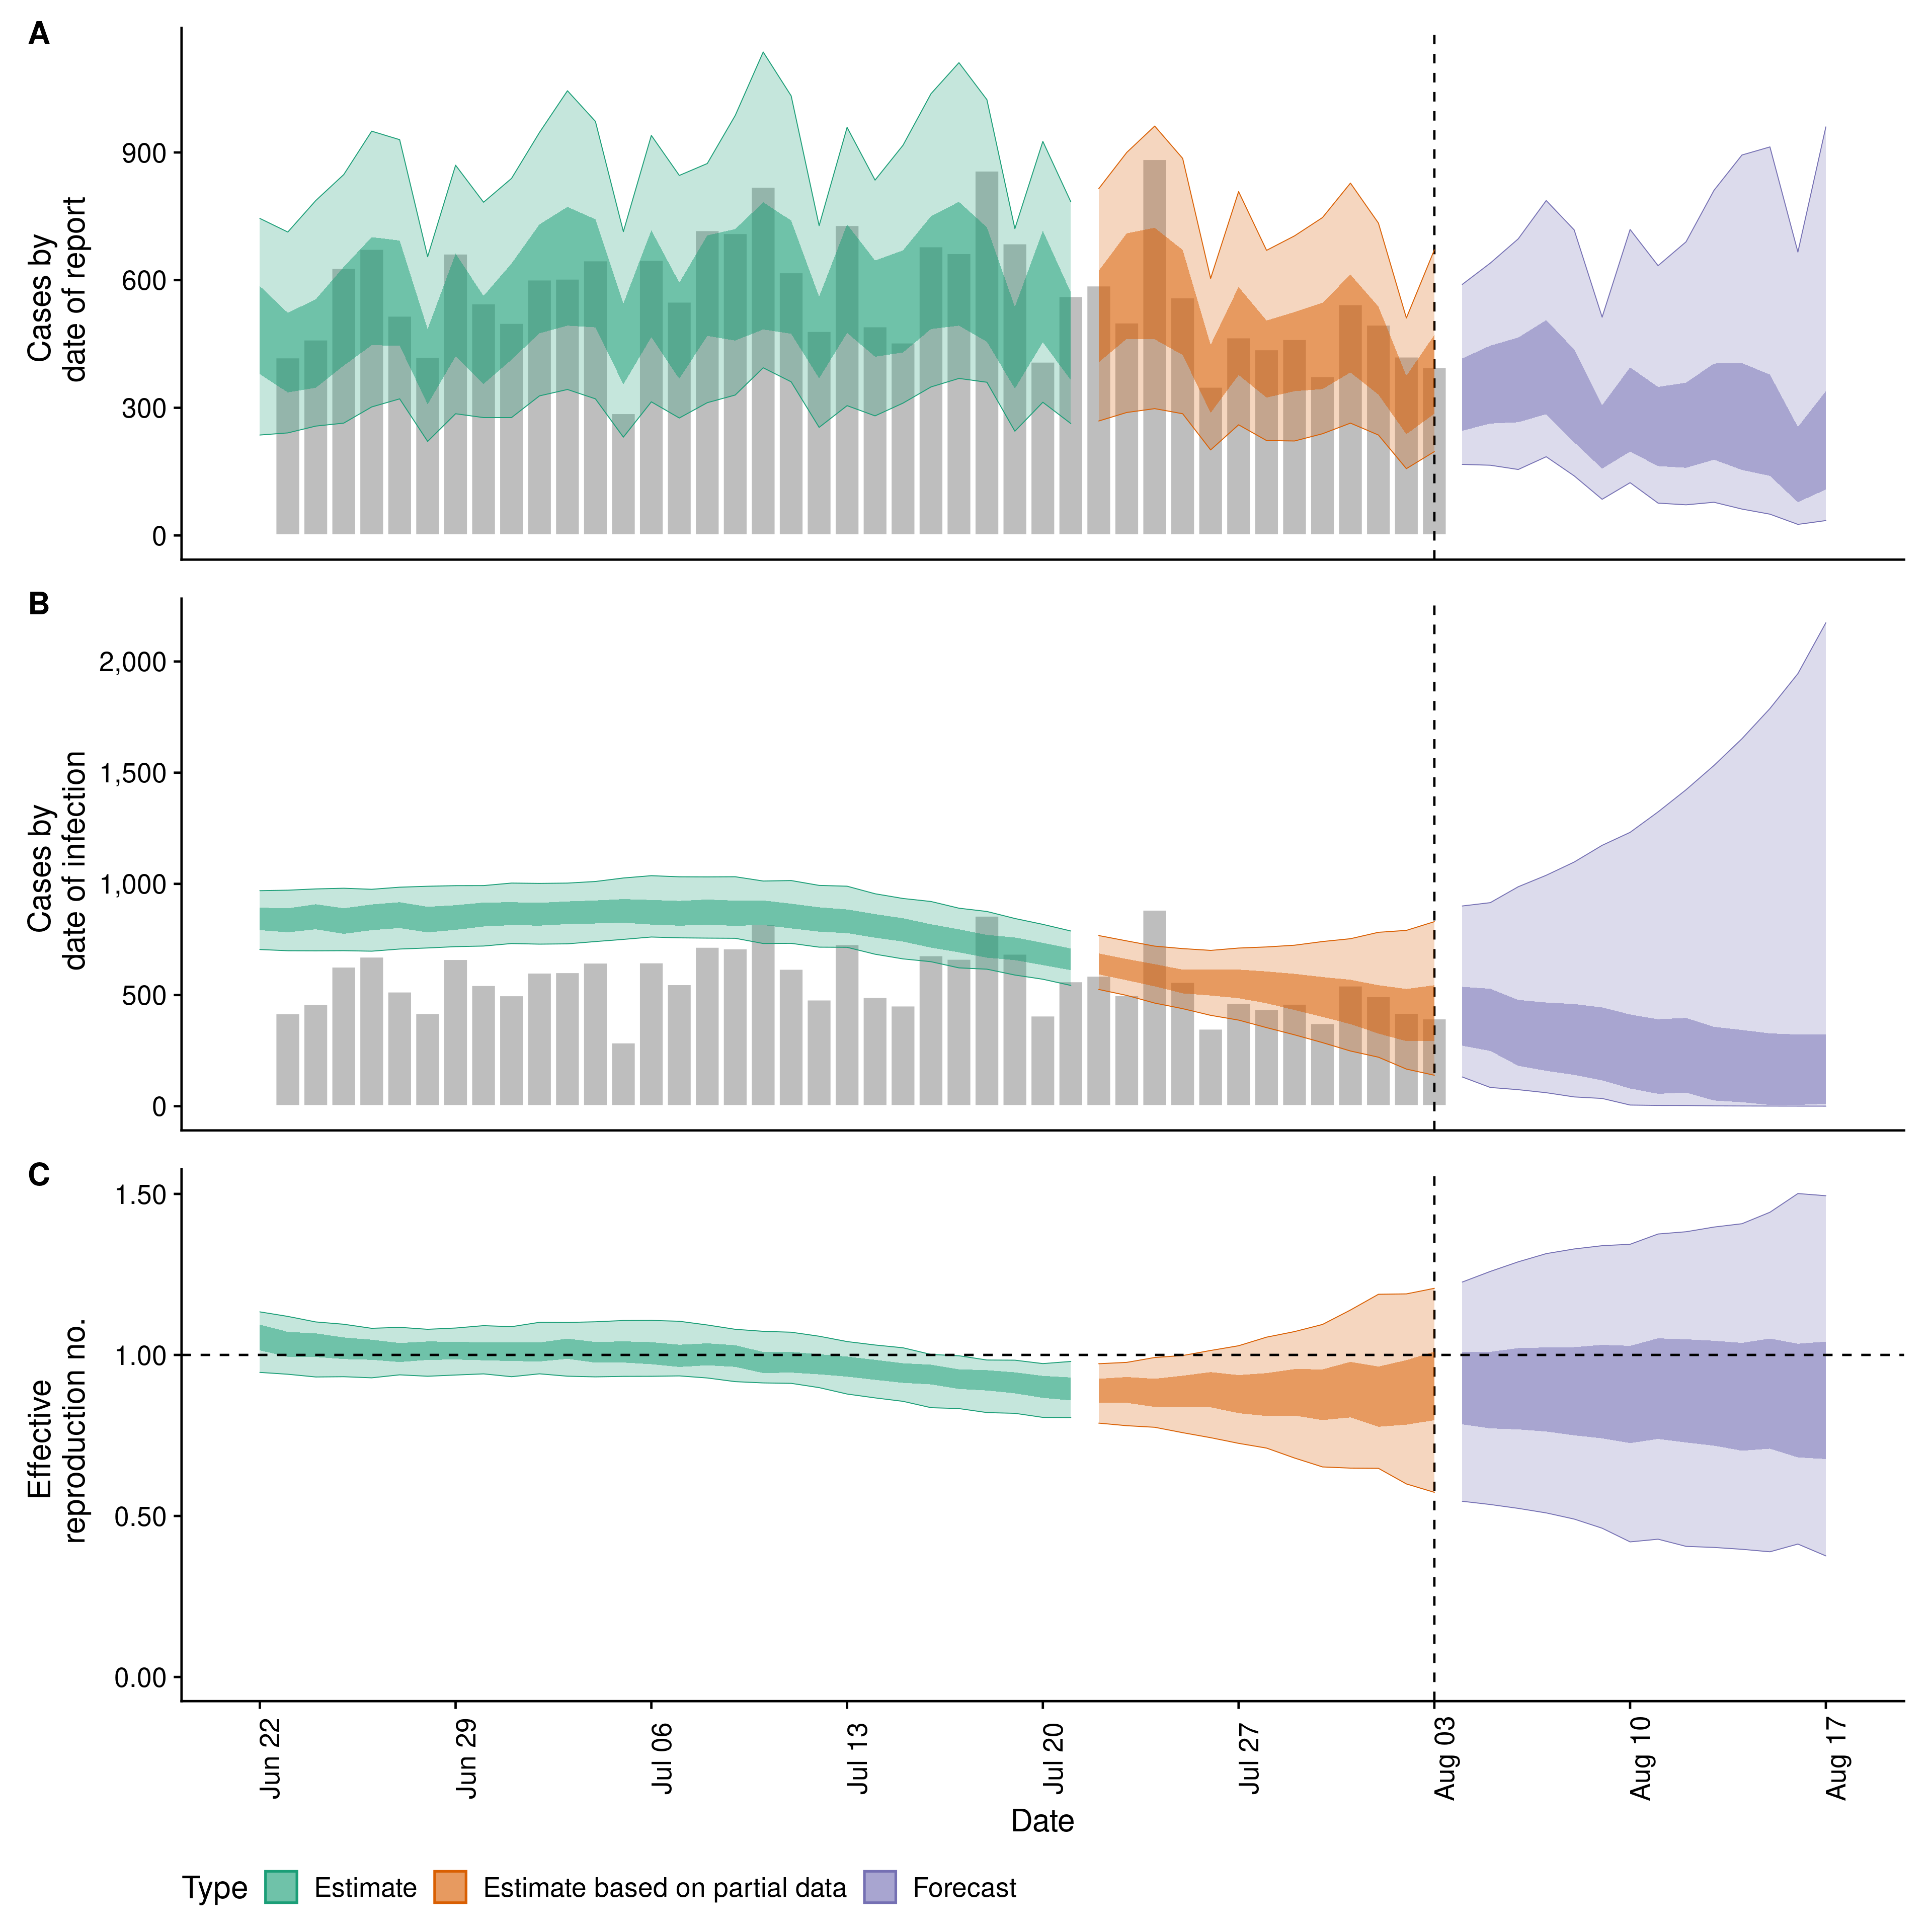 A
Cases by
date of report
900
600
300
0
B
Cases by
date of infection
2,000
1,500
1,000
500
0
C
Effective
reproduction no.
1.50
1.00
0.50
0.00
Jun 22
Jun 29
Jul 06
Jul 13
Jul 20
Jul 27
Aug 03
Aug 10
Aug 17
Date
Type Estimate Estimate based on partial data Forecast